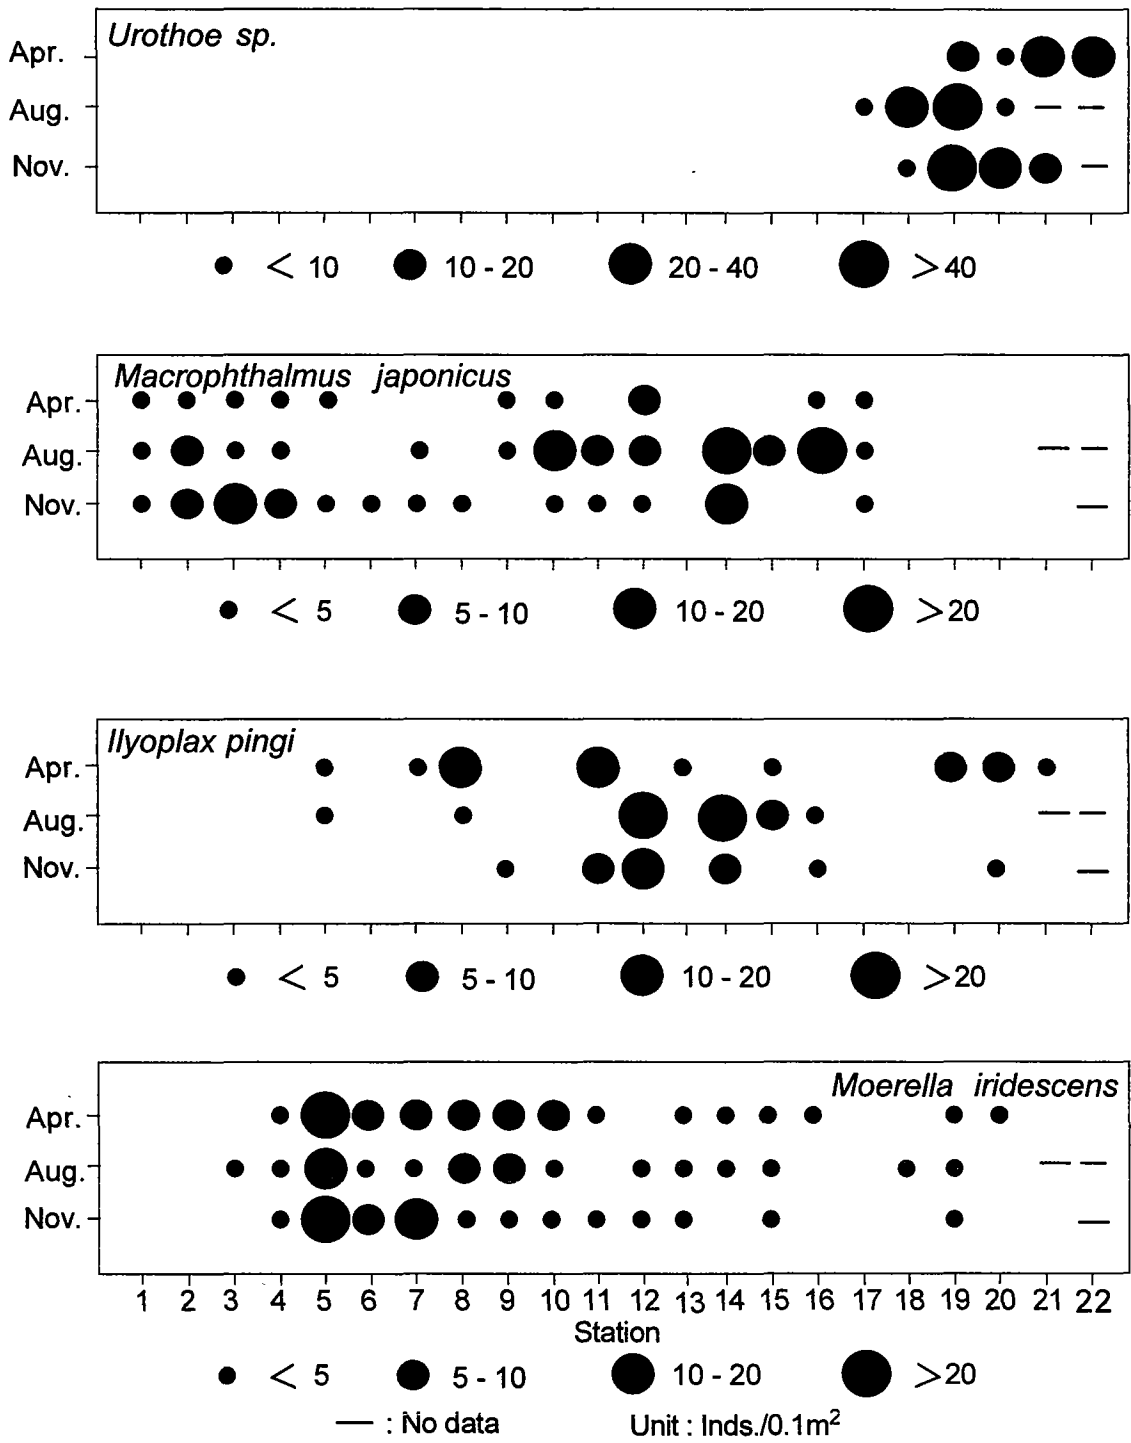 Urothoe sp.
Apr.
Aug.
Nov.
< 10 10 - 20 20 - 40 >40
Macrophthalmus japonicus
Apr.
Aug.
Nov.
< 5 5 - 10 10 - 20 >20
Ilyoplax pingi
Apr.
Aug.
Nov.
< 5 5 - 10 10 - 20 >20
Moerella iridescens
Apr.
Aug.
Nov.
1 2 3 4 5 6 7 8 9 10 11 12 13 14 15 16 17 18 19 20 21 22
Station
< 5 5 - 10 10 - 20 >20
— : No data Unit : Inds./0.1m²